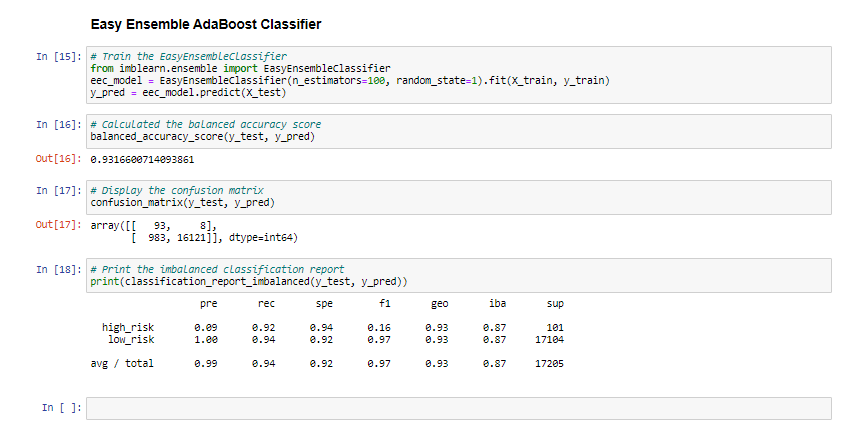 Easy Ensemble AdaBoost Classifier
In [15]: # Train the EasyEnsembleClassifier
from imblearn.ensemble import EasyEnsembleClassifier
eec_model = EasyEnsembleClassifier(n_estimators=100, random_state=1).fit(X_train, y_train)
y_pred = eec_model.predict(X_test)
In [16]: # Calculated the balanced accuracy score
balanced_accuracy_score(y_test, y_pred)
Out[16]: 0.9316600714093861
In [17]: # Display the confusion matrix
confusion_matrix(y_test, y_pred)
Out[17]: array([[   93,     8],
       [  983, 16121]], dtype=int64)
In [18]: # Print the imbalanced classification report
print(classification_report_imbalanced(y_test, y_pred))
pre rec spe f1 geo iba sup
high_risk 0.09 0.92 0.94 0.16 0.93 0.87 101
low_risk 1.00 0.94 0.92 0.97 0.93 0.87 17104
avg / total 0.99 0.94 0.92 0.97 0.93 0.87 17205
In [ ]: